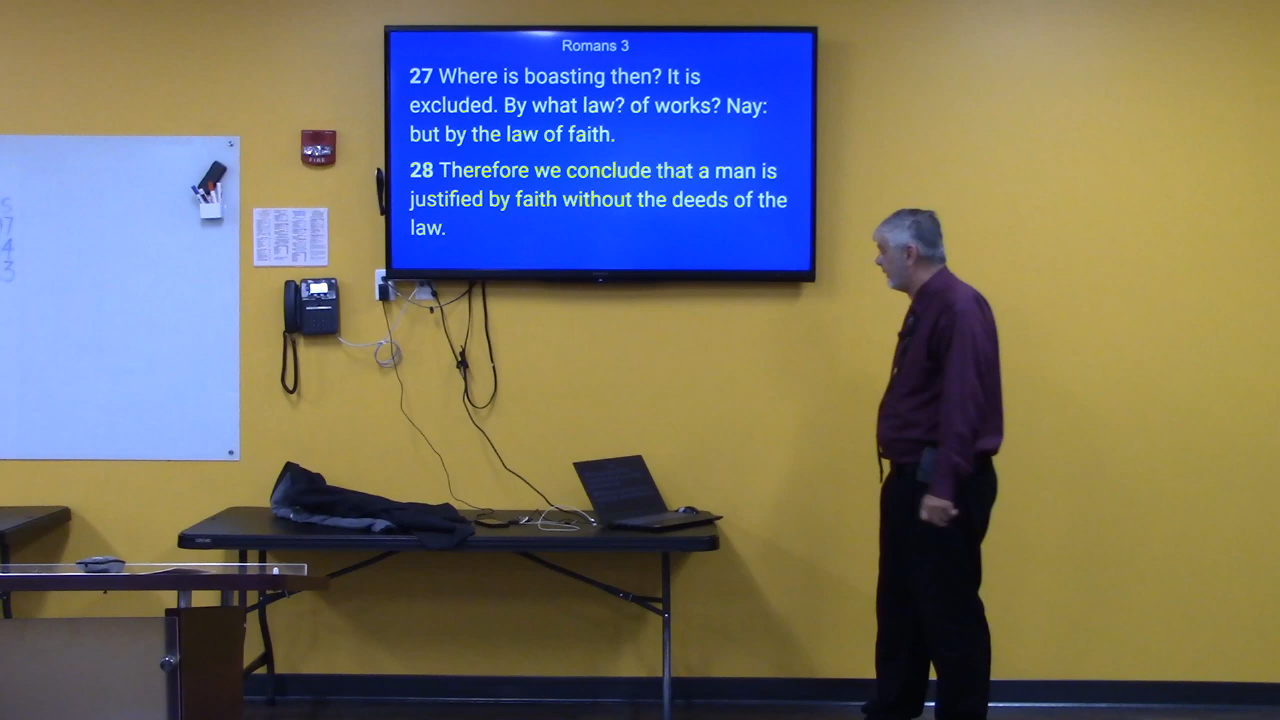 Romans 3
27 Where is boasting then? It is
excluded. By what law? of works? Nay:
but by the law of faith.
28 Therefore we conclude that a man is
justified by faith without the deeds of the
law.
FIRE